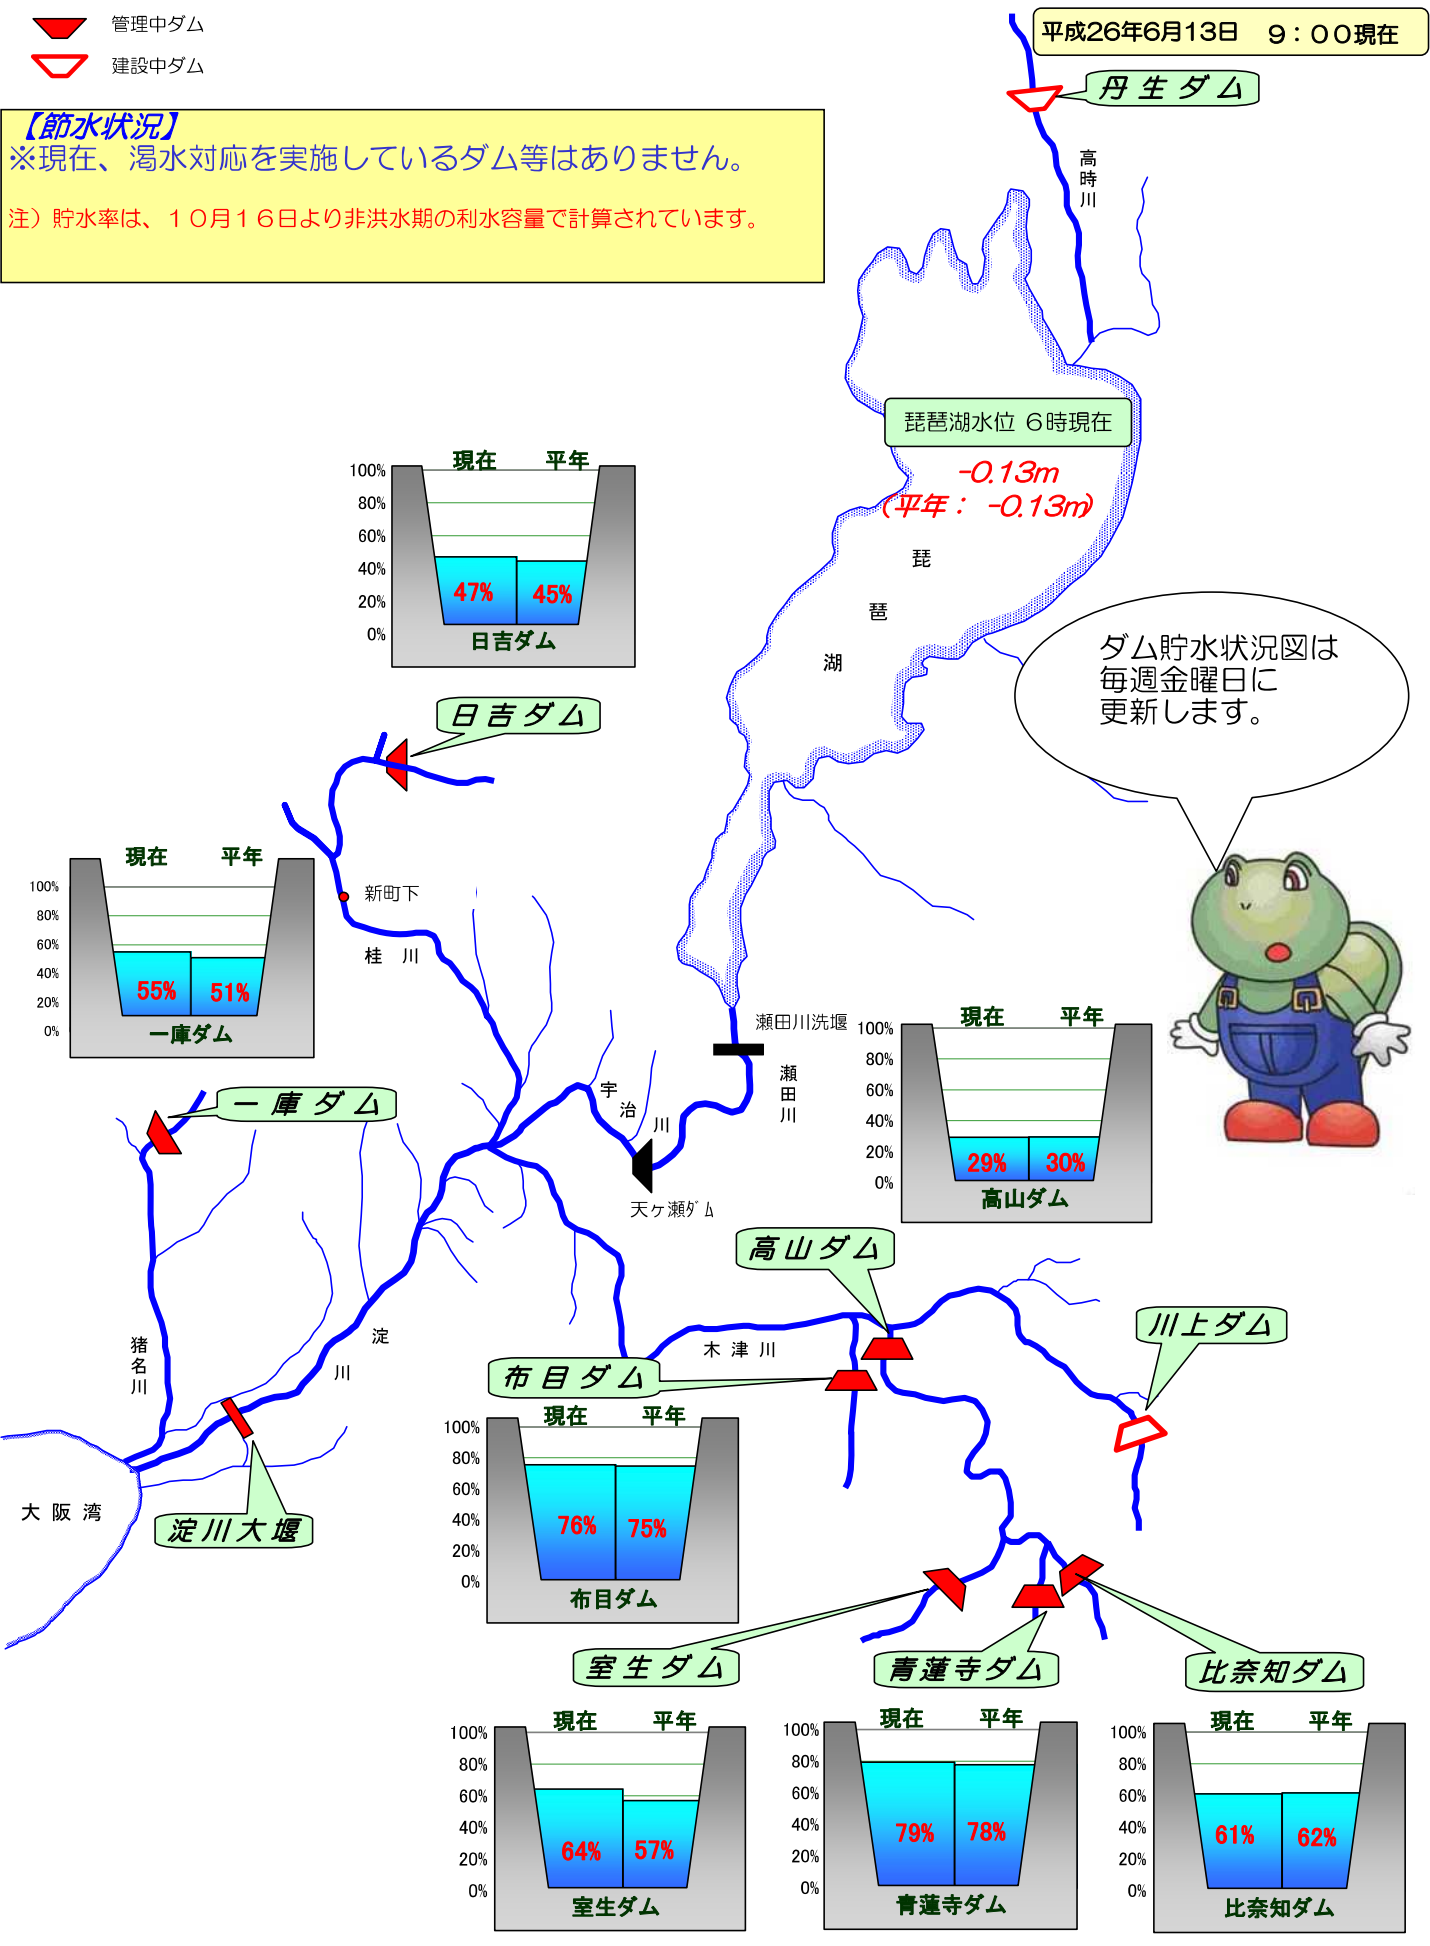 管理中ダム
建設中ダム
平成26年6月13日　9：００現在
丹生ダム
【節水状況】
※現在、渇水対応を実施しているダム等はありません。
注）貯水率は、１０月１６日より非洪水期の利水容量で計算されています。
高時川
琵琶湖水位 ６時現在
-0.13m
（平年： -0.13m）
琵琶湖
現在 平年
100%
80%
60%
40%
20%
0%
47% 45%
日吉ダム
ダム貯水状況図は
毎週金曜日に
更新します。
日吉ダム
現在 平年
100%
80%
60%
40%
20%
0%
55% 51%
一庫ダム
新町下
桂川
瀬田川洗堰
瀬田川
現在 平年
100%
80%
60%
40%
20%
0%
29% 30%
高山ダム
一庫ダム
宇治川
天ヶ瀬ﾀﾞﾑ
高山ダム
川上ダム
猪名川
淀川
木津川
布目ダム
現在 平年
100%
80%
60%
40%
20%
0%
76% 75%
布目ダム
大阪湾
淀川大堰
室生ダム
青蓮寺ダム
比奈知ダム
現在 平年
100%
80%
60%
40%
20%
0%
64% 57%
室生ダム
現在 平年
100%
80%
60%
40%
20%
0%
79% 78%
青蓮寺ダム
現在 平年
100%
80%
60%
40%
20%
0%
61% 62%
比奈知ダム